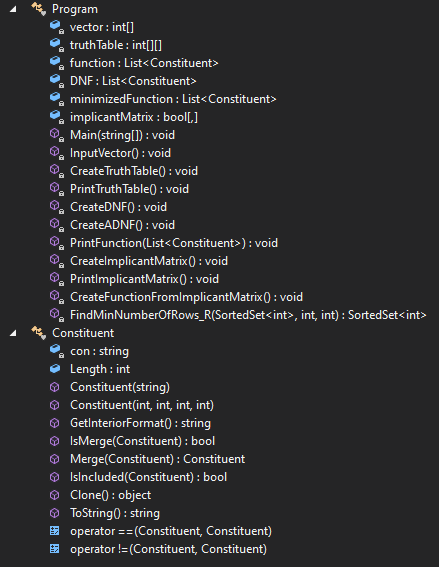 Program
vector : int[]
truthTable : int[][]
function : List<Constituent>
DNF : List<Constituent>
minimizedFunction : List<Constituent>
implicantMatrix : bool[,]
Main(string[]) : void
InputVector() : void
CreateTruthTable() : void
PrintTruthTable() : void
CreateDNF() : void
CreateADNF() : void
PrintFunction(List<Constituent>) : void
CreateImplicantMatrix() : void
PrintImplicantMatrix() : void
CreateFunctionFromImplicantMatrix() : void
FindMinNumberOfRows_R(SortedSet<int>, int, int) : SortedSet<int>
Constituent
con : string
Length : int
Constituent(string)
Constituent(int, int, int, int)
GetInteriorFormat() : string
IsMerge(Constituent) : bool
Merge(Constituent) : Constituent
IsIncluded(Constituent) : bool
Clone() : object
ToString() : string
operator ==(Constituent, Constituent)
operator !=(Constituent, Constituent)